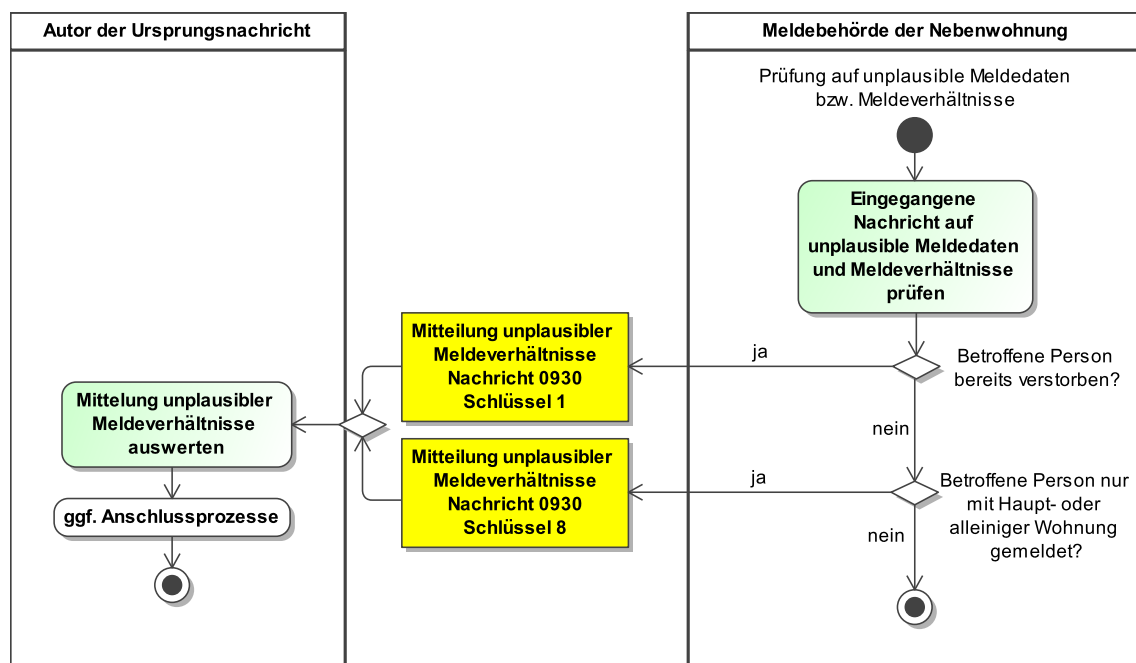 Autor der Ursprungsnachricht
Meldebehörde der Nebenwohnung
Prüfung auf unplausible Meldedaten
bzw. Meldeverhältnisse
Eingegangene
Nachricht auf
unplausible Meldedaten
und Meldeverhältnisse
prüfen
Betroffene Person
bereits verstorben?
ja
Mitteilung unplausibler
Meldeverhältnisse
Nachricht 0930
Schlüssel 1
nein
Betroffene Person nur
mit Haupt- oder
alleiniger Wohnung
gemeldet?
ja
Mitteilung unplausibler
Meldeverhältnisse
Nachricht 0930
Schlüssel 8
nein
Mittelung unplausibler
Meldeverhältnisse
auswerten
ggf. Anschlussprozesse